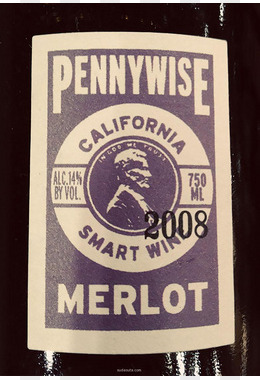 PENNYWISE
CALIFORNIA
IN GOD WE TRUST
ALC.14%
BY VOL.
750
ML
2008
SMART WINE
MERLOT